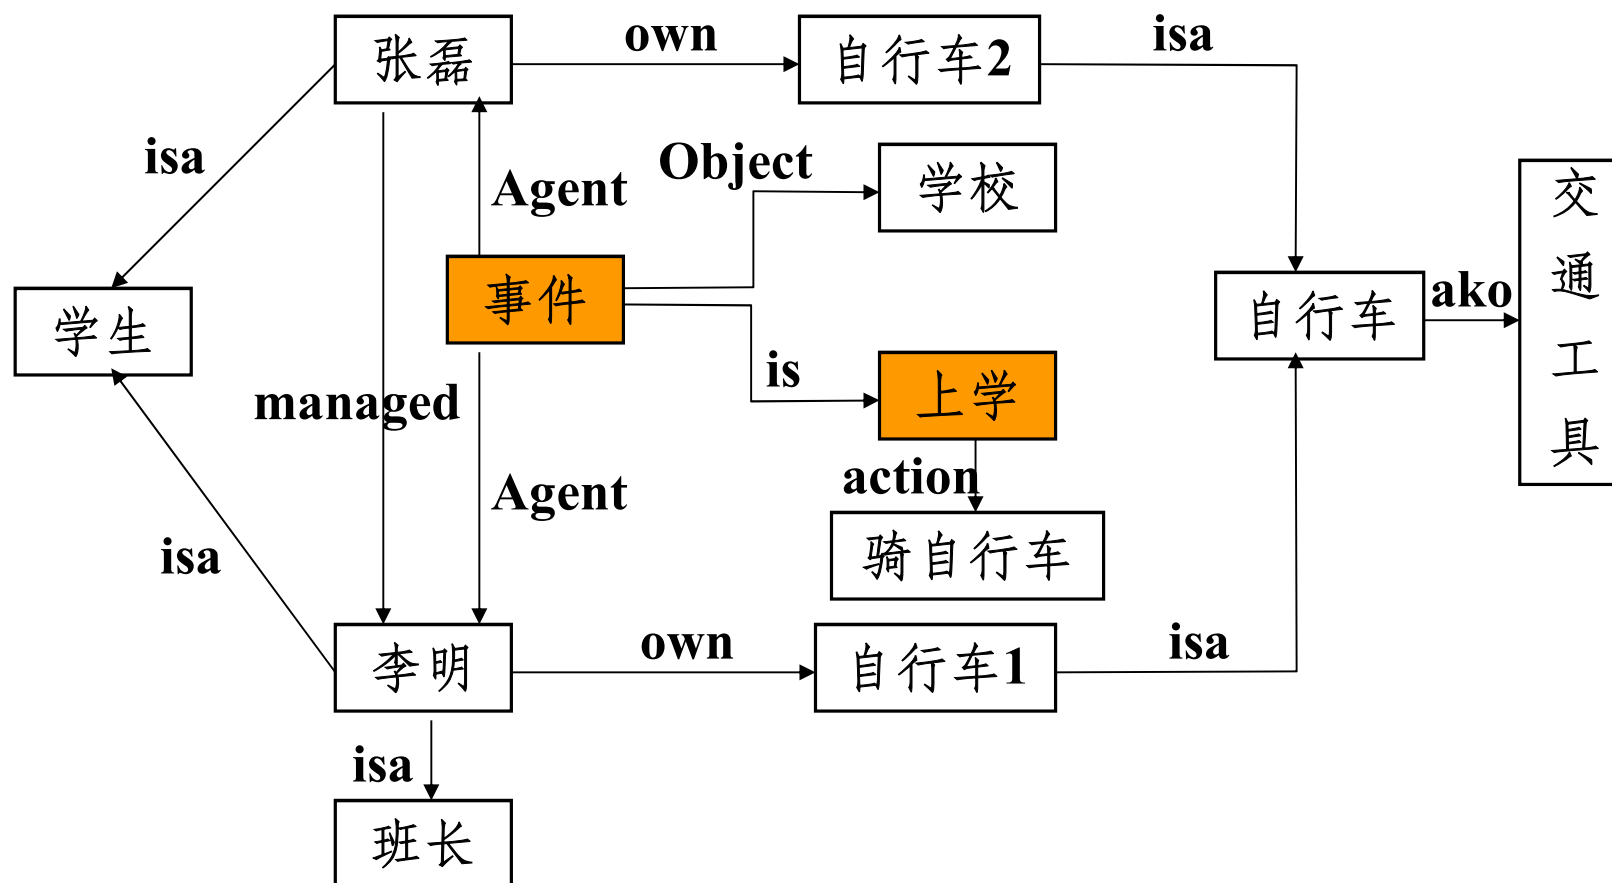 张磊
own
自行车2
isa
isa
Agent
Object
学校
交通工具
事件
学生
自行车
ako
managed
is
上学
action
Agent
骑自行车
isa
李明
own
自行车1
isa
isa
班长